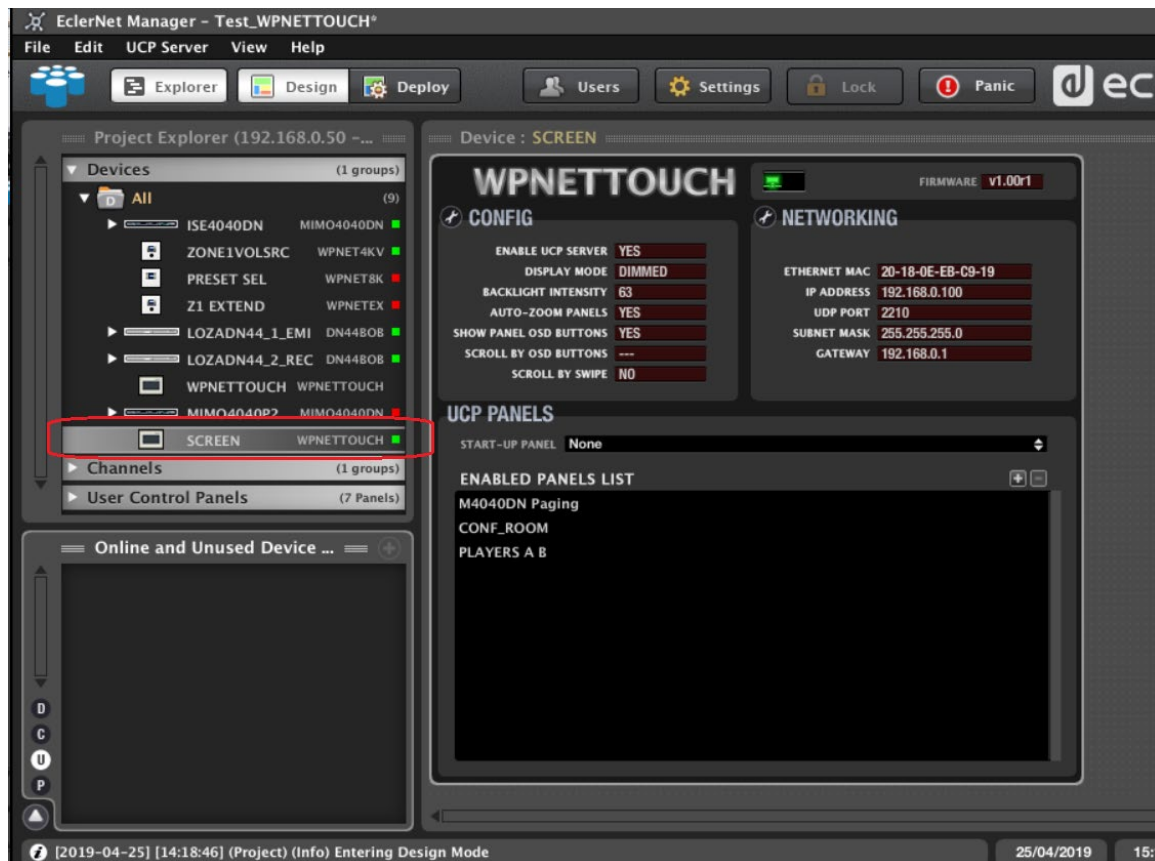 EclerNet Manager - Test_WPNETTOUCH*
File Edit UCP Server View Help
Explorer Design Deploy Users Settings Lock Panic ec
Project Explorer (192.168.0.50 -...
Devices (1 groups)
All (9)
ISE4040DN MIMO4040DN
ZONE1VOLSRC WPNET4KV
PRESET SEL WPNET8K
Z1 EXTEND WPNETEX
LOZADN44_1_EMI DN44BOB
LOZADN44_2_REC DN44BOB
WPNETTOUCH WPNETTOUCH
MIMO4040P2 MIMO4040DN
SCREEN WPNETTOUCH
Channels (1 groups)
User Control Panels (7 Panels)
Online and Unused Device ...
D
C
U
P
Device : SCREEN
WPNETTOUCH FIRMWARE v1.00r1
CONFIG
ENABLE UCP SERVER YES
DISPLAY MODE DIMMED
BACKLIGHT INTENSITY 63
AUTO-ZOOM PANELS YES
SHOW PANEL OSD BUTTONS YES
SCROLL BY OSD BUTTONS ---
SCROLL BY SWIPE NO
NETWORKING
ETHERNET MAC 20-18-0E-EB-C9-19
IP ADDRESS 192.168.0.100
UDP PORT 2210
SUBNET MASK 255.255.255.0
GATEWAY 192.168.0.1
UCP PANELS
START-UP PANEL None
ENABLED PANELS LIST
M4040DN Paging
CONF_ROOM
PLAYERS A B
[2019-04-25] [14:18:46] (Project) (Info) Entering Design Mode 25/04/2019 15: